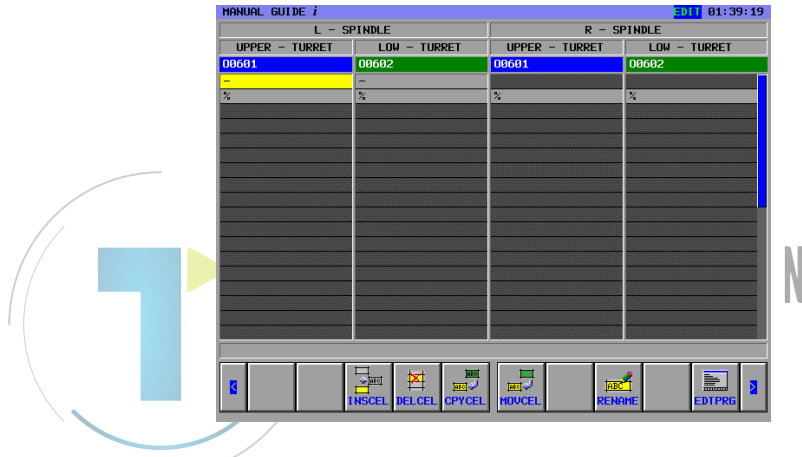 MANUAL GUIDE i EDIT 01:39:19
L - SPINDLE R - SPINDLE
UPPER - TURRET LOW - TURRET UPPER - TURRET LOW - TURRET
O0601 O0602 O0601 O0602
- -
% % % %
< INSCEL DELCEL CPYCEL MOVCEL RENAME EDTPRG >
N